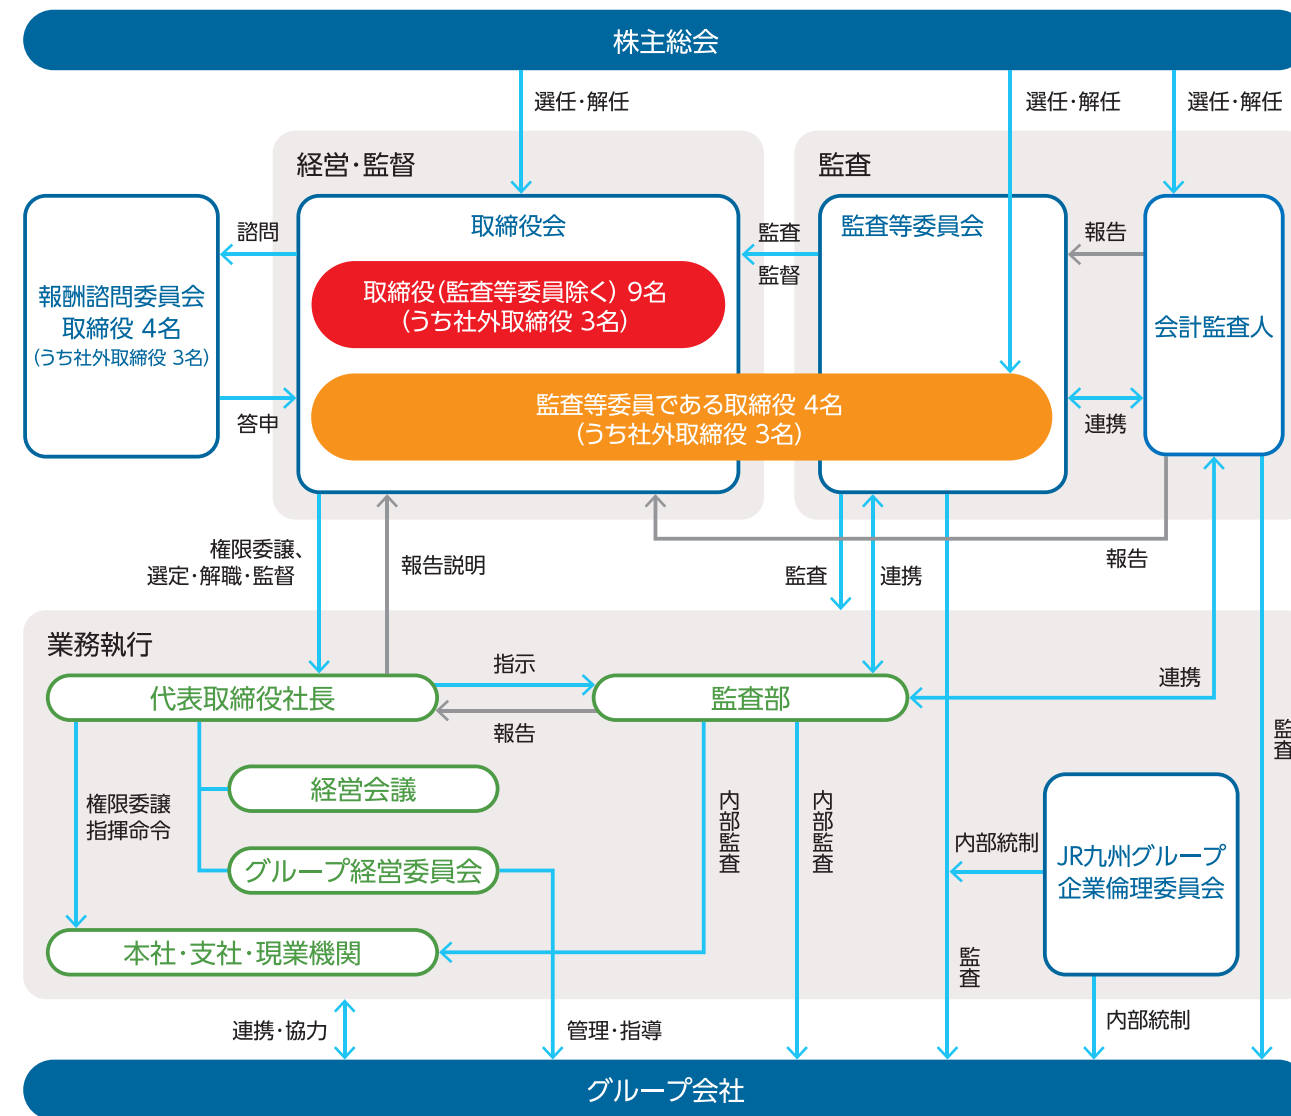 株主総会
選任・解任
選任・解任
選任・解任
経営・監督
監査
取締役会
監査等委員会
諮問
監査
監督
報告
取締役（監査等委員除く）9名
（うち社外取締役 3名）
報酬諮問委員会
取締役 4名
（うち社外取締役 3名）
会計監査人
監査等委員である取締役 4名
（うち社外取締役 3名）
答申
連携
権限委譲、
選定・解職・監督
報告説明
監査
連携
報告
業務執行
指示
代表取締役社長
監査部
連携
報告
監査
経営会議
権限委譲
指揮命令
内部監査
内部監査
内部統制
JR九州グループ
企業倫理委員会
グループ経営委員会
本社・支社・現業機関
監査
連携・協力
管理・指導
内部統制
グループ会社